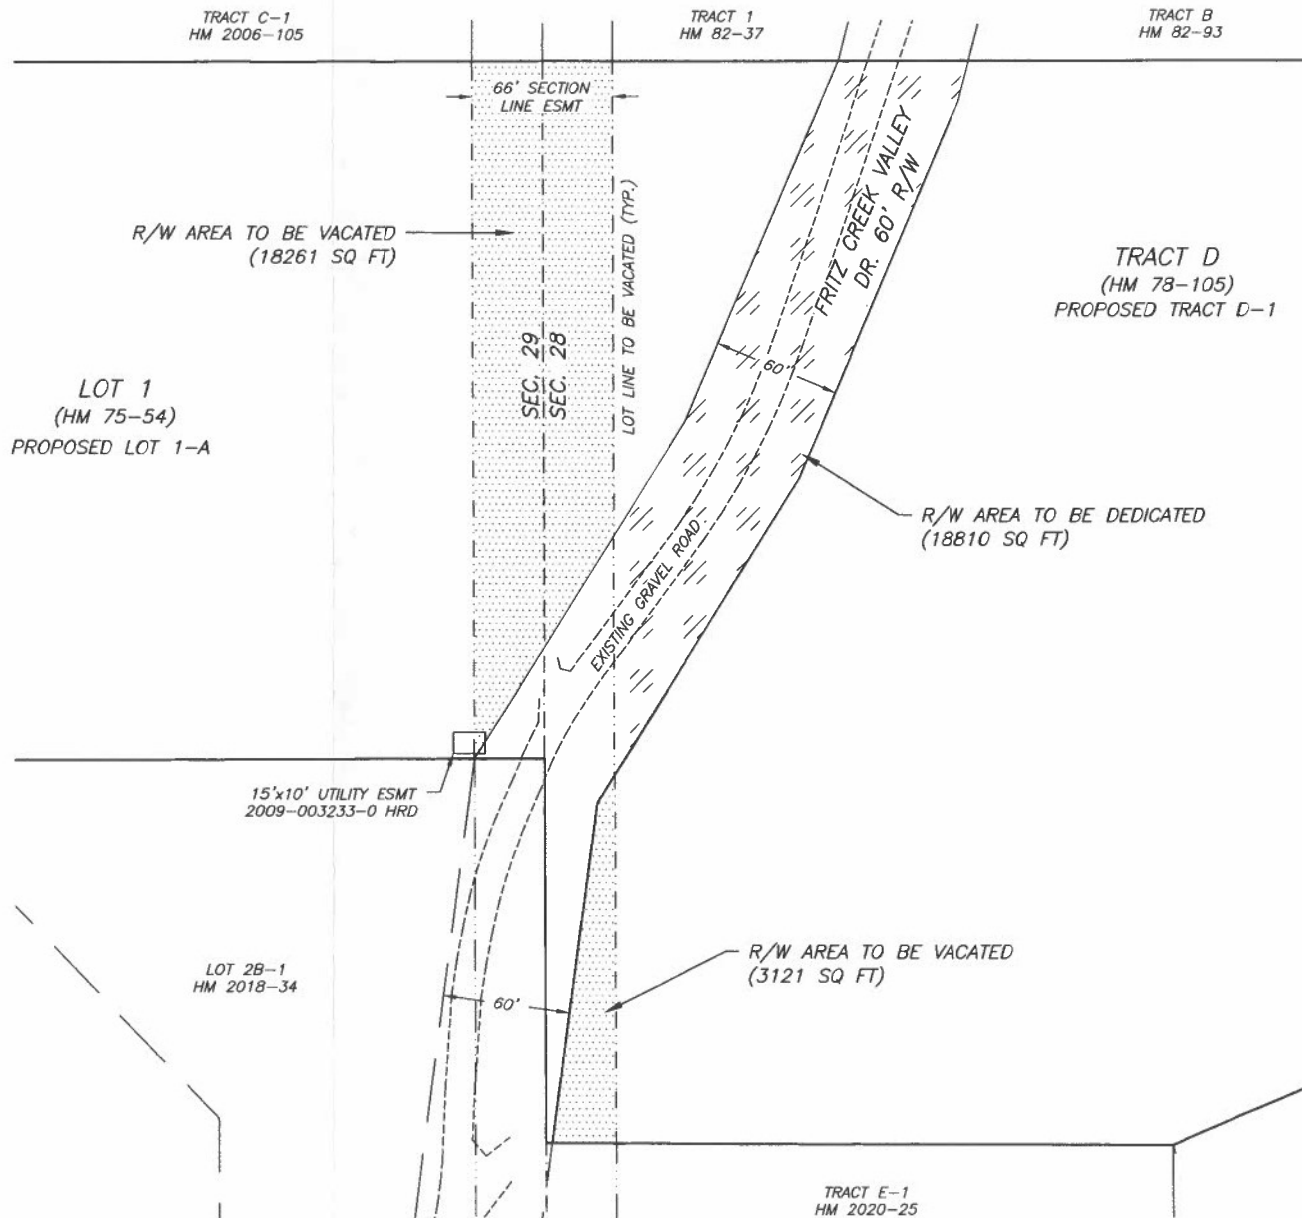 TRACT C-1
HM 2006-105
TRACT 1
HM 82-37
TRACT B
HM 82-93
66' SECTION
LINE ESMT
FRITZ CREEK VALLEY
DR. 60' R/W
R/W AREA TO BE VACATED
(18261 SQ FT)
LOT LINE TO BE VACATED (TYP.)
TRACT D
(HM 78-105)
PROPOSED TRACT D-1
SEC. 29
SEC. 28
60'
LOT 1
(HM 75-54)
PROPOSED LOT 1-A
R/W AREA TO BE DEDICATED
(18810 SQ FT)
EXISTING GRAVEL ROAD
15'x10' UTILITY ESMT
2009-003233-0 HRD
LOT 2B-1
HM 2018-34
60'
R/W AREA TO BE VACATED
(3121 SQ FT)
TRACT E-1
HM 2020-25